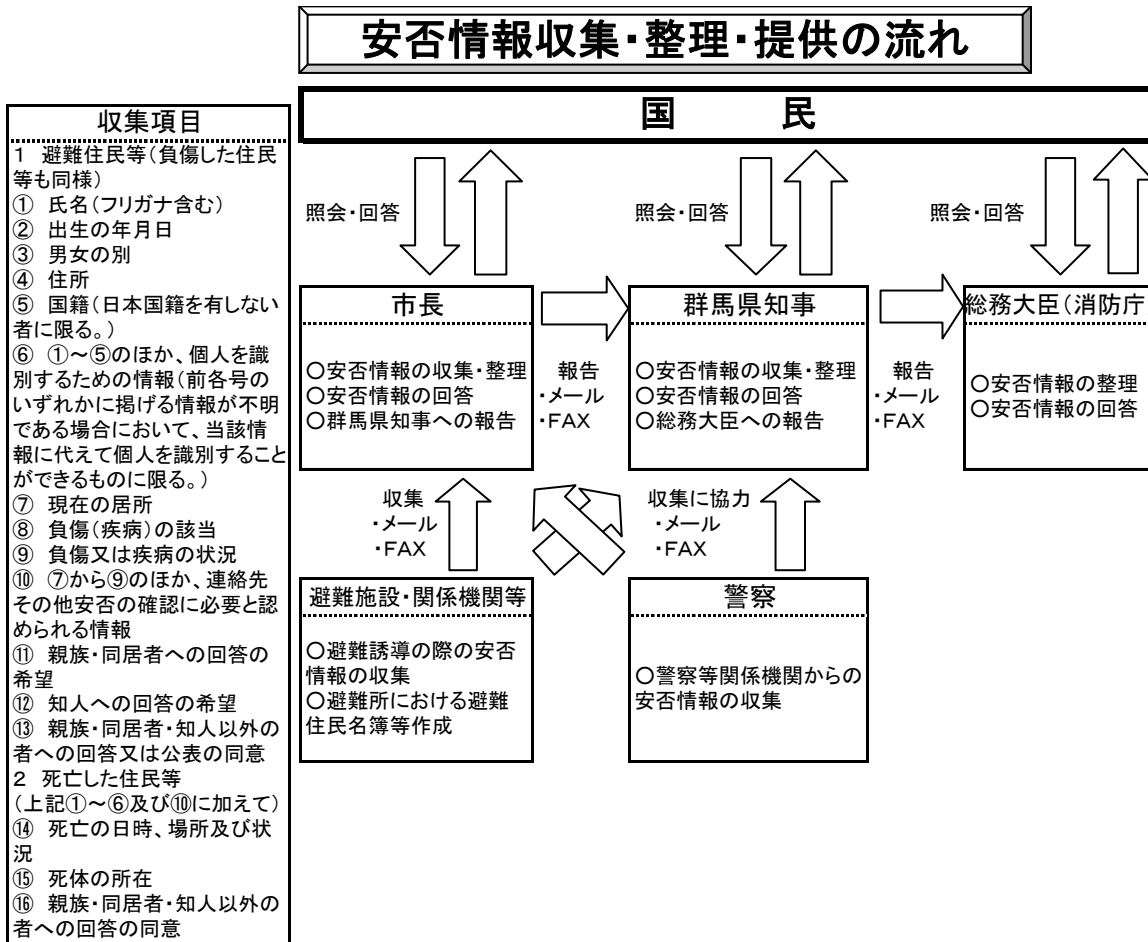 安否情報収集・整理・提供の流れ
国民
収集項目
1 避難住民等(負傷した住民
等も同様)
① 氏名(フリガナ含む)
② 出生の年月日
③ 男女の別
④ 住所
⑤ 国籍(日本国籍を有しない
者に限る。)
⑥ ①～⑤のほか、個人を識
別するための情報(前各号の
いずれかに掲げる情報が不明
である場合において、当該情
報に代えて個人を識別すること
ができるものに限る。)
⑦ 現在の居所
⑧ 負傷(疾病)の該当
⑨ 負傷又は疾病の状況
⑩ ⑦から⑨のほか、連絡先
その他安否の確認に必要と認
められる情報
⑪ 親族・同居者への回答の
希望
⑫ 知人への回答の希望
⑬ 親族・同居者・知人以外の
者への回答又は公表の同意
2 死亡した住民等
(上記①～⑥及び⑩に加えて)
⑭ 死亡の日時、場所及び状
況
⑮ 死体の所在
⑯ 親族・同居者・知人以外の
者への回答の同意
照会・回答
照会・回答
照会・回答
市長
○安否情報の収集・整理
○安否情報の回答
○群馬県知事への報告
報告
・メール
・FAX
群馬県知事
○安否情報の収集・整理
○安否情報の回答
○総務大臣への報告
報告
・メール
・FAX
総務大臣(消防庁
○安否情報の整理
○安否情報の回答
収集
・メール
・FAX
収集に協力
・メール
・FAX
避難施設・関係機関等
○避難誘導の際の安否
情報の収集
○避難所における避難
住民名簿等作成
警察
○警察等関係機関からの
安否情報の収集